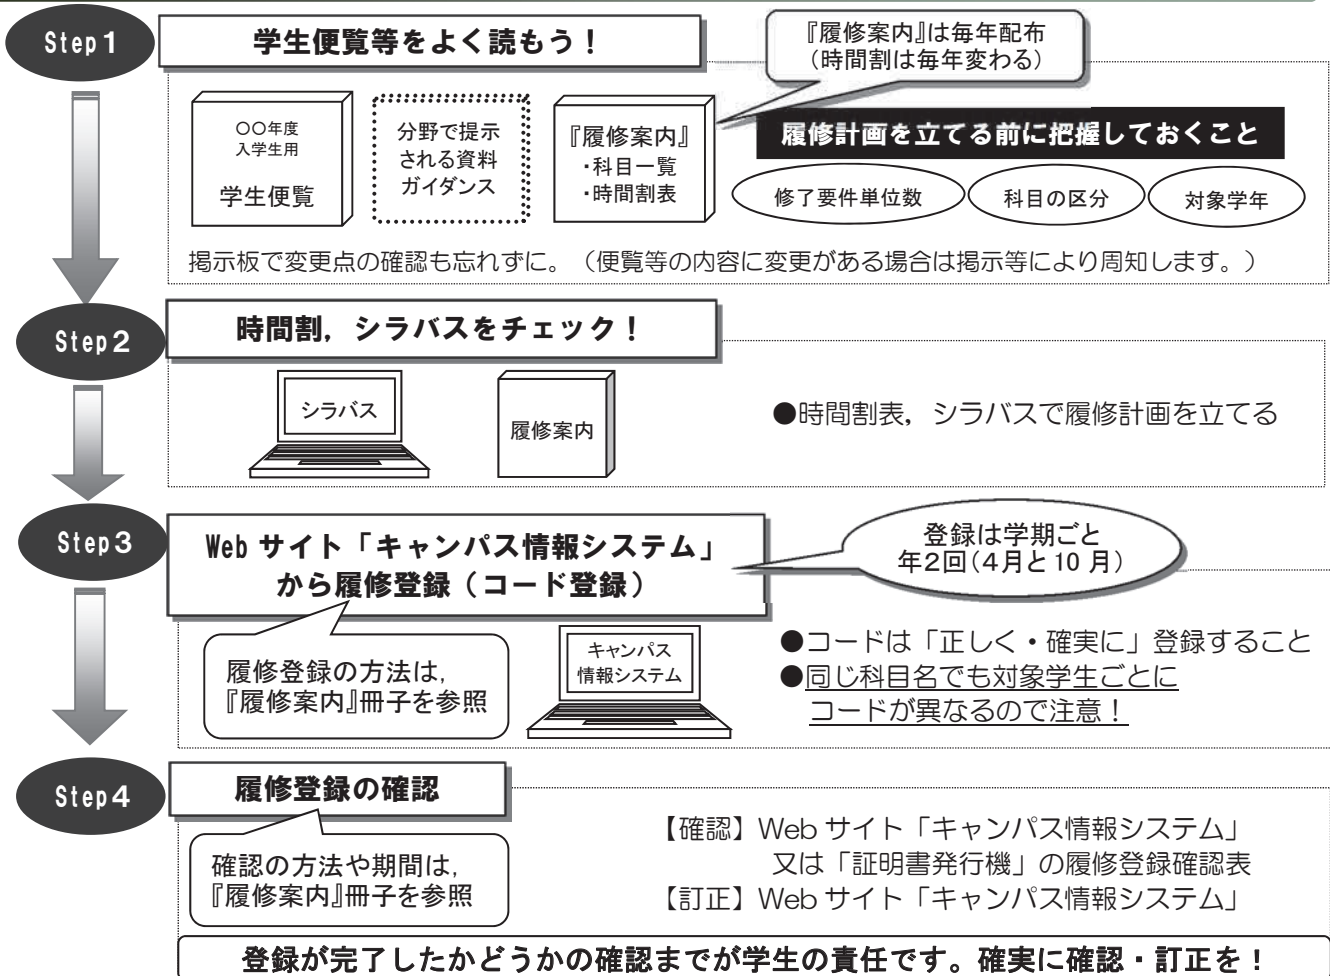 Step1
学生便覧等をよく読もう！
『履修案内』は毎年配布
（時間割は毎年変わる）
〇〇年度
入学生用
学生便覧
分野で提示
される資料
ガイダンス
『履修案内』
・科目一覧
・時間割表
履修計画を立てる前に把握しておくこと
修了要件単位数
科目の区分
対象学年
掲示板で変更点の確認も忘れずに。（便覧等の内容に変更がある場合は掲示等により周知します。）
Step2
時間割，シラバスをチェック！
シラバス
履修案内
●時間割表，シラバスで履修計画を立てる
Step3
Web サイト「キャンパス情報システム」
から履修登録（コード登録）
登録は学期ごと
年2回（4月と10月）
履修登録の方法は，
『履修案内』冊子を参照
キャンパス
情報システム
●コードは「正しく・確実に」登録すること
●同じ科目名でも対象学生ごとに
コードが異なるので注意！
Step4
履修登録の確認
確認の方法や期間は，
『履修案内』冊子を参照
【確認】Web サイト「キャンパス情報システム」
又は「証明書発行機」の履修登録確認表
【訂正】Web サイト「キャンパス情報システム」
登録が完了したかどうかの確認までが学生の責任です。確実に確認・訂正を！